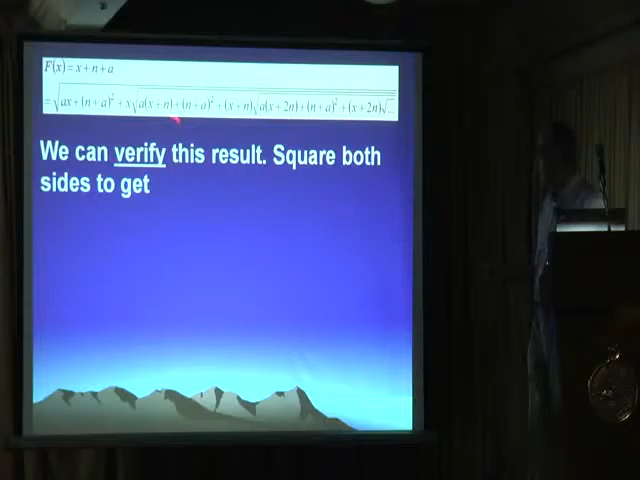 F(x) = x + n + a
=√ax+(n+a)²+x√a(x+n)+(n+a)²+(x+n)√a(x+2n)+(n+a)²+(x+2n)√...
We can verify this result. Square both
sides to get